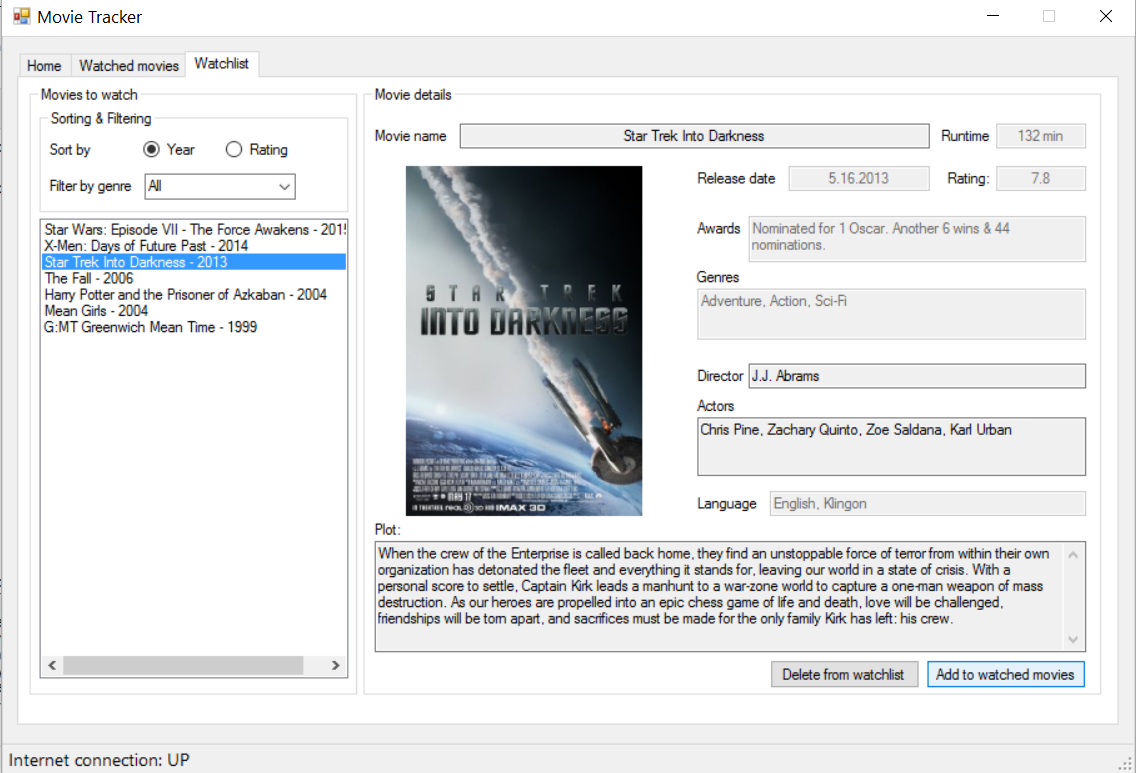 Movie Tracker
Home
Watched movies
Watchlist
Movies to watch
Sorting & Filtering
Sort by
Year
Rating
Filter by genre
All
Star Wars: Episode VII - The Force Awakens - 2015
X-Men: Days of Future Past - 2014
Star Trek Into Darkness - 2013
The Fall - 2006
Harry Potter and the Prisoner of Azkaban - 2004
Mean Girls - 2004
G:MT Greenwich Mean Time - 1999
Movie details
Movie name
Star Trek Into Darkness
Runtime
132 min
STAR TREK
INTO DARKNESS
MAY 17
IN THEATRES, REAL D 3D AND IMAX 3D
Release date
5.16.2013
Rating:
7.8
Awards
Nominated for 1 Oscar. Another 6 wins & 44
nominations.
Genres
Adventure, Action, Sci-Fi
Director
J.J. Abrams
Actors
Chris Pine, Zachary Quinto, Zoe Saldana, Karl Urban
Language
English, Klingon
Plot:
When the crew of the Enterprise is called back home, they find an unstoppable force of terror from within their own
organization has detonated the fleet and everything it stands for, leaving our world in a state of crisis. With a
personal score to settle, Captain Kirk leads a manhunt to a war-zone world to capture a one-man weapon of mass
destruction. As our heroes are propelled into an epic chess game of life and death, love will be challenged,
friendships will be torn apart, and sacrifices must be made for the only family Kirk has left: his crew.
Delete from watchlist
Add to watched movies
Internet connection: UP